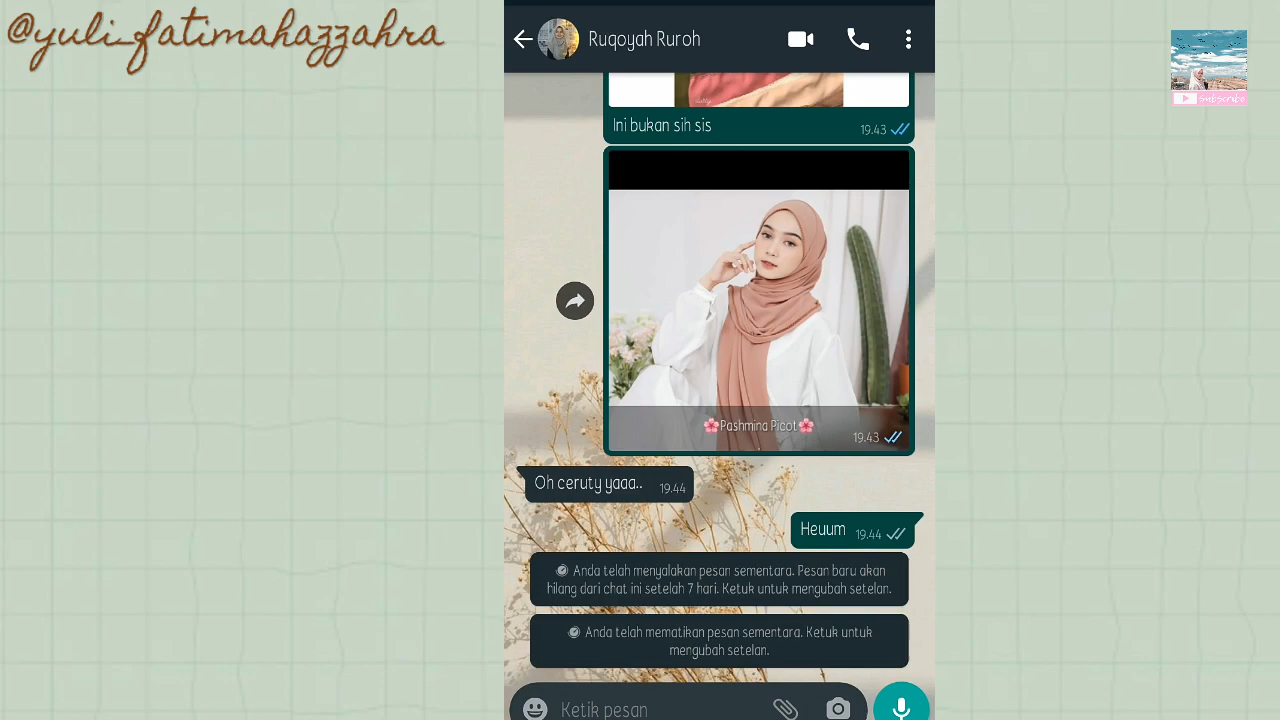 @yuli_fatimahazzahra
Ruqoyah Ruroh
Ini bukan sih sis
19.43
🌸Pashmina Picot🌸
19.43
Oh ceruty yaaa..
19.44
Heuum
19.44
Anda telah menyalakan pesan sementara. Pesan baru akan
hilang dari chat ini setelah 7 hari. Ketuk untuk mengubah setelan.
Anda telah mematikan pesan sementara. Ketuk untuk
mengubah setelan.
Ketik pesan
Subscribe